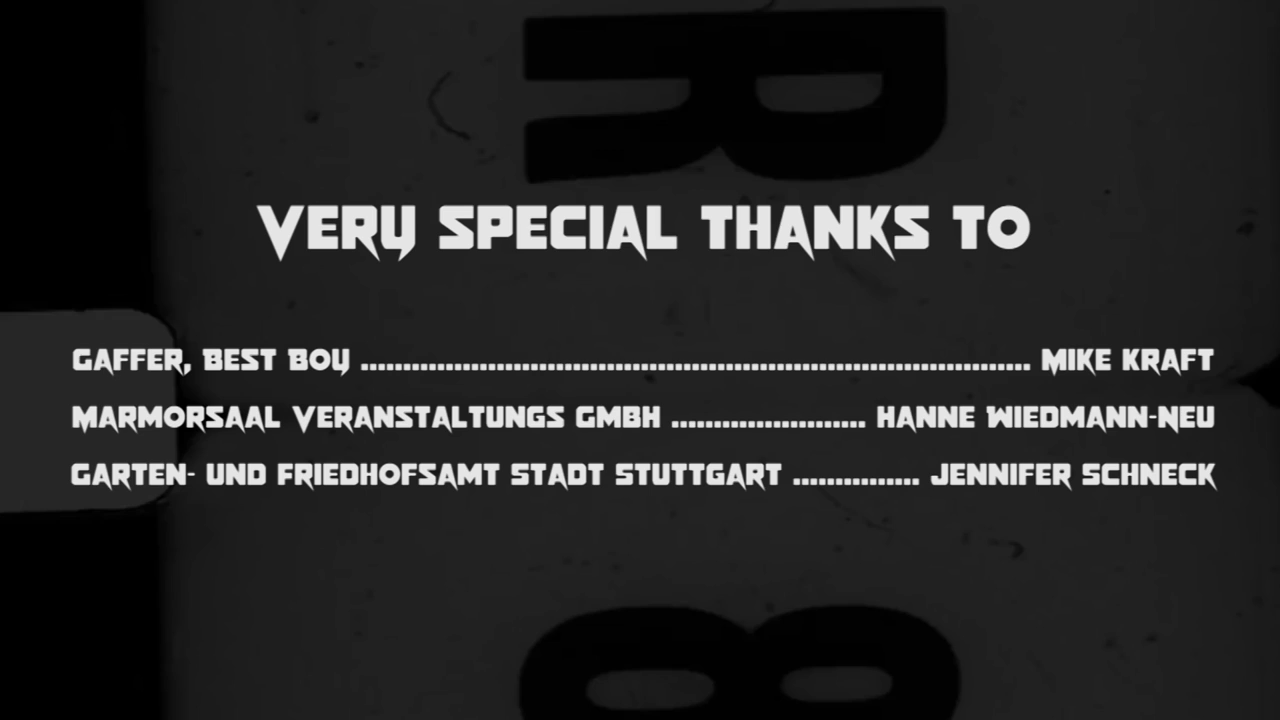 R
VERY SPECIAL THANKS TO
GAFFER, BEST BOY ................................................................................ MIKE KRAFT
MARMORSAAL VERANSTALTUNGS GMBH ....................... HANNE WIEDMANN-NEU
GARTEN- UND FRIEDHOFSAMT STADT STUTTGART ............... JENNIFER SCHNECK
8